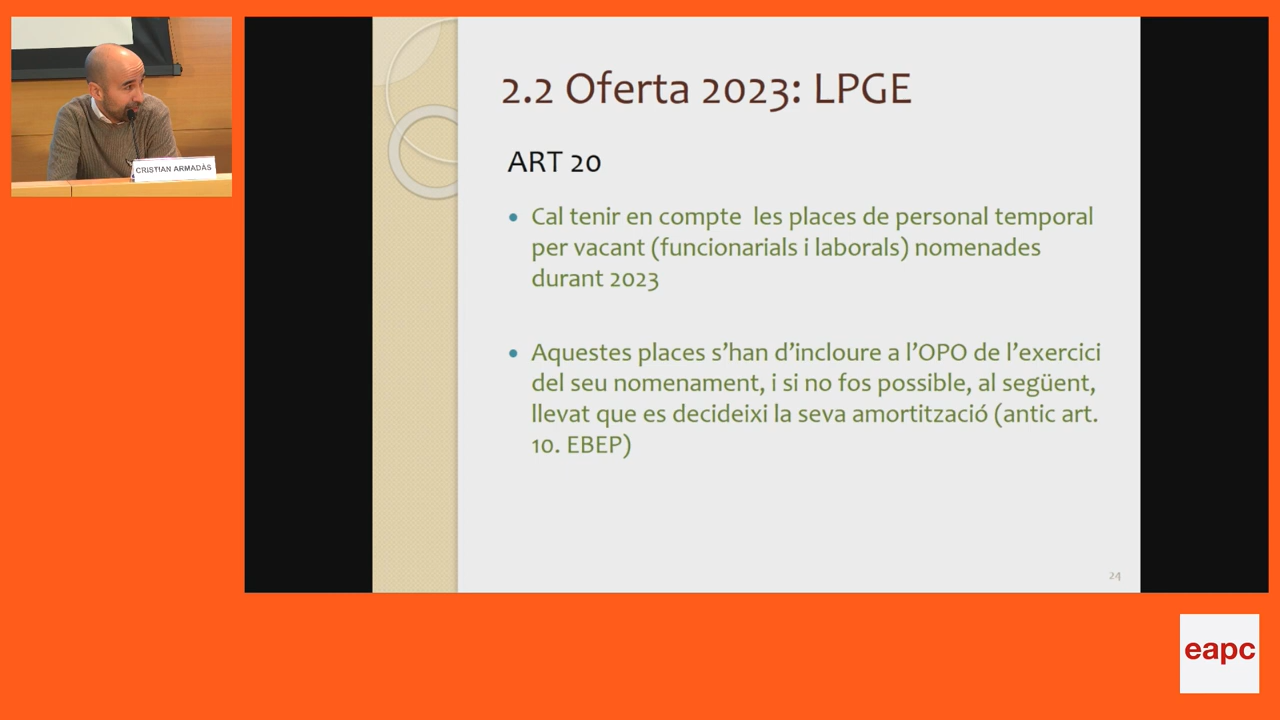 CRISTIAN ARMADÀS
2.2 Oferta 2023: LPGE
ART 20
• Cal tenir en compte les places de personal temporal
per vacant (funcionarials i laborals) nomenades
durant 2023
• Aquestes places s’han d’incloure a l’OPO de l’exercici
del seu nomenament, i si no fos possible, al següent,
llevat que es decideixi la seva amortització (antic art.
10. EBEP)
24
eapc